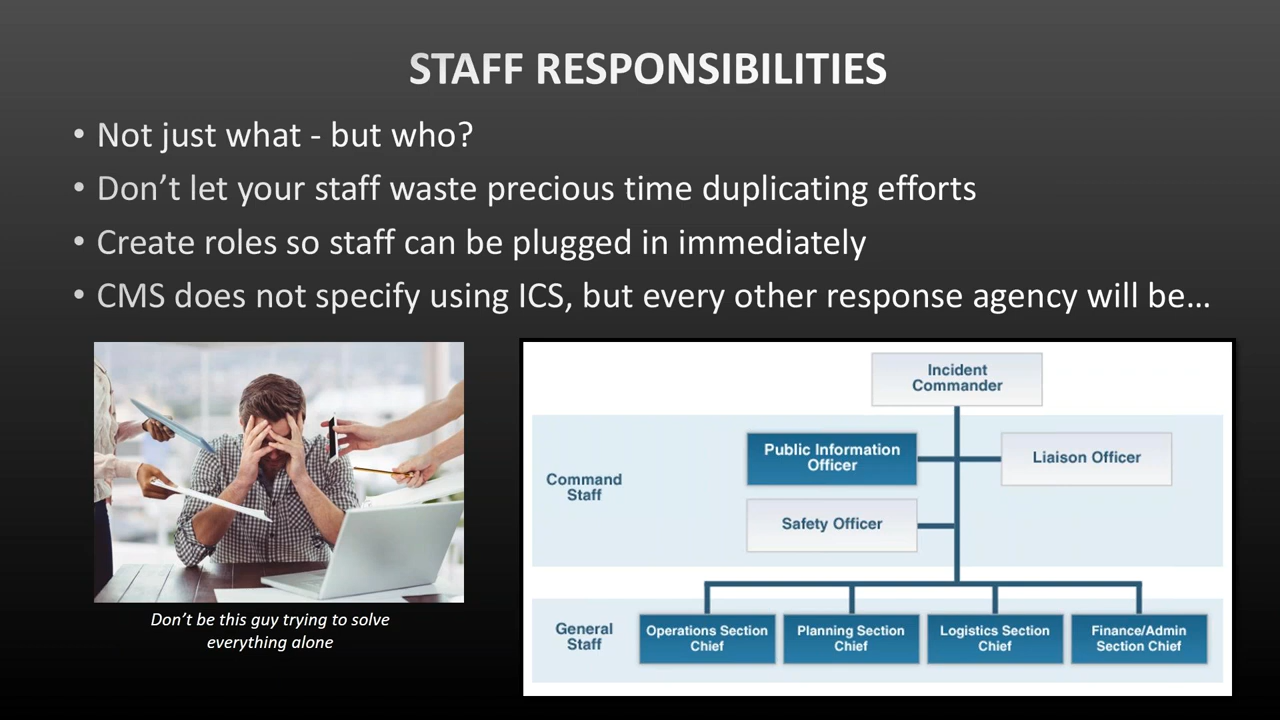 STAFF RESPONSIBILITIES
• Not just what - but who?
• Don’t let your staff waste precious time duplicating efforts
• Create roles so staff can be plugged in immediately
• CMS does not specify using ICS, but every other response agency will be…
Don’t be this guy trying to solve
everything alone
Incident
Commander
Command
Staff
Public Information
Officer
Liaison Officer
Safety Officer
General
Staff
Operations Section
Chief
Planning Section
Chief
Logistics Section
Chief
Finance/Admin
Section Chief